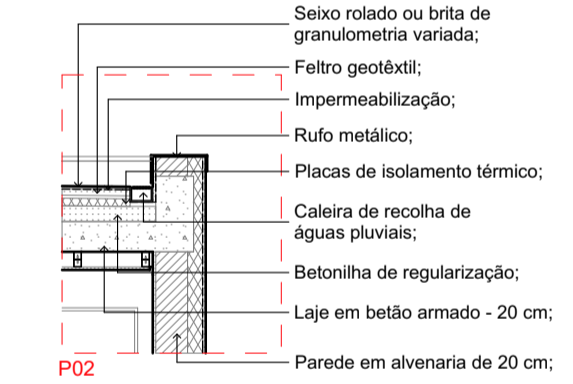 Seixo rolado ou brita de
granulometria variada;
Feltro geotêxtil;
Impermeabilização;
Rufo metálico;
Placas de isolamento térmico;
Caleira de recolha de
águas pluviais;
Betonilha de regularização;
Laje em betão armado - 20 cm;
Parede em alvenaria de 20 cm;
P02